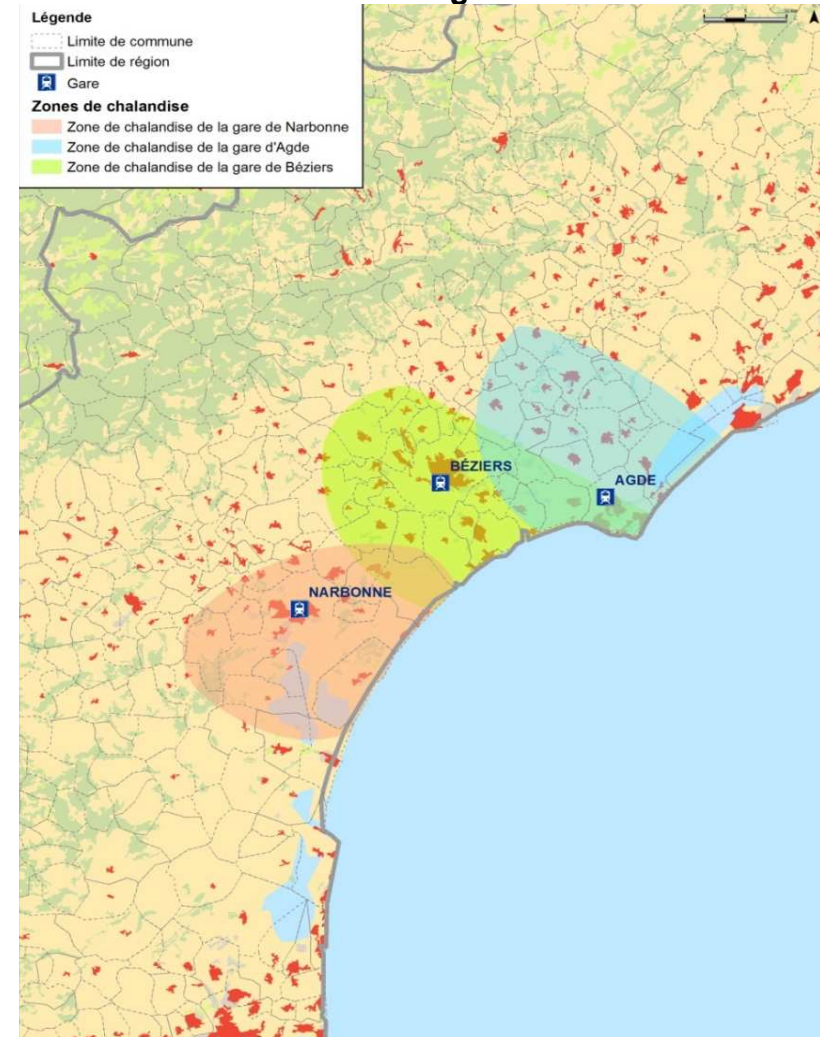 Légende
Limite de commune
Limite de région
Gare
Zones de chalandise
Zone de chalandise de la gare de Narbonne
Zone de chalandise de la gare d'Agde
Zone de chalandise de la gare de Béziers
BÉZIERS
AGDE
NARBONNE